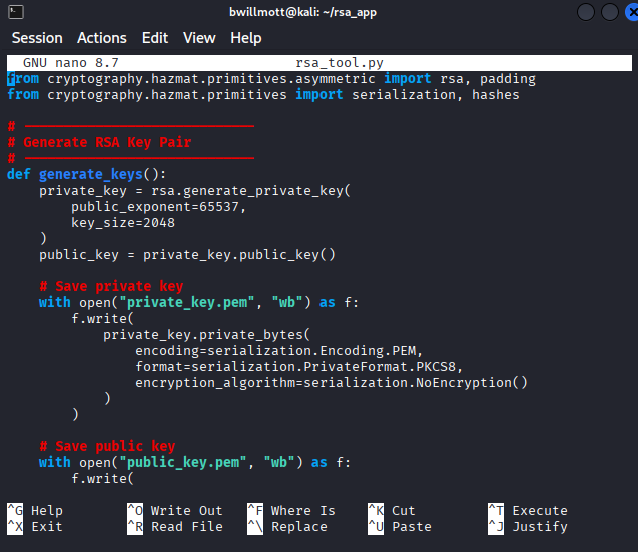 bwillmott@kali: ~/rsa_app
Session Actions Edit View Help
GNU nano 8.7 rsa_tool.py
from cryptography.hazmat.primitives.asymmetric import rsa, padding
from cryptography.hazmat.primitives import serialization, hashes

# -----------------------------
# Generate RSA Key Pair
# -----------------------------
def generate_keys():
    private_key = rsa.generate_private_key(
        public_exponent=65537,
        key_size=2048
    )
    public_key = private_key.public_key()

    # Save private key
    with open("private_key.pem", "wb") as f:
        f.write(
            private_key.private_bytes(
                encoding=serialization.Encoding.PEM,
                format=serialization.PrivateFormat.PKCS8,
                encryption_algorithm=serialization.NoEncryption()
            )
        )

    # Save public key
    with open("public_key.pem", "wb") as f:
        f.write(

^G Help ^O Write Out ^F Where Is ^K Cut ^T Execute
^X Exit ^R Read File ^\ Replace ^U Paste ^J Justify